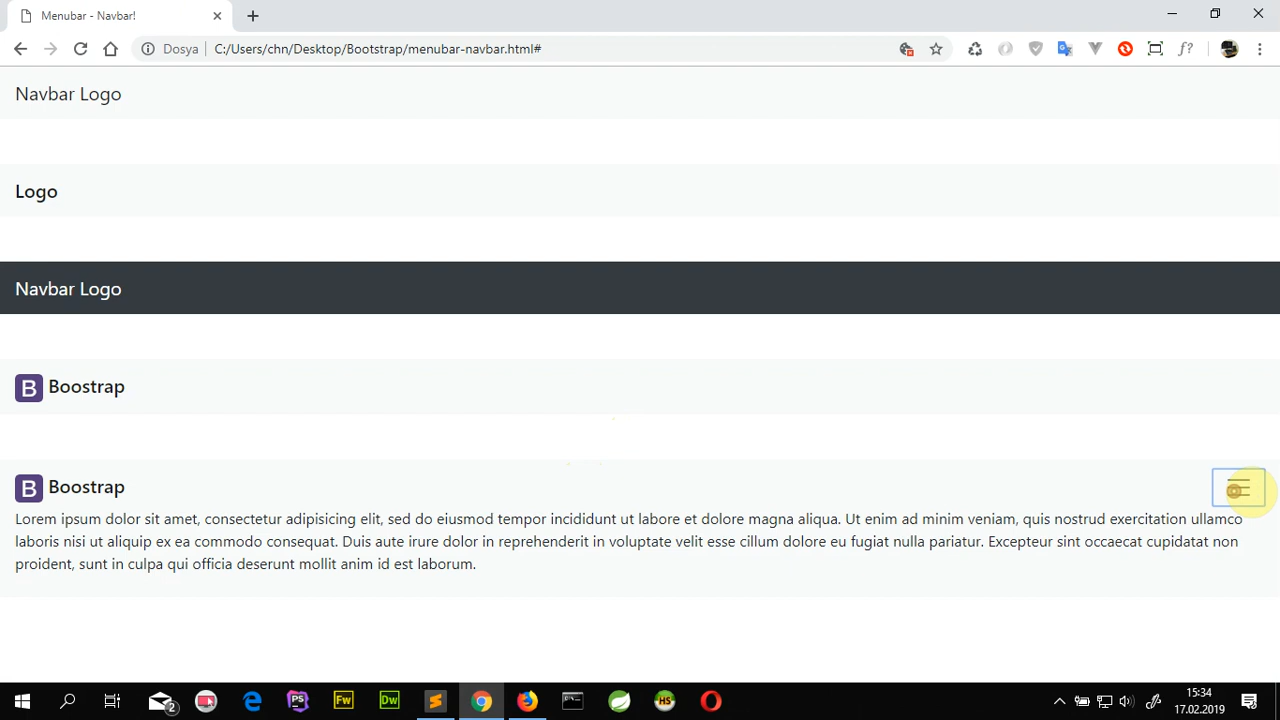 Menubar - Navbar!
Dosya
C:/Users/chn/Desktop/Bootstrap/menubar-navbar.html#
f?
Navbar Logo
Logo
Navbar Logo
B Boostrap
B Boostrap
Lorem ipsum dolor sit amet, consectetur adipisicing elit, sed do eiusmod tempor incididunt ut labore et dolore magna aliqua. Ut enim ad minim veniam, quis nostrud exercitation ullamco
laboris nisi ut aliquip ex ea commodo consequat. Duis aute irure dolor in reprehenderit in voluptate velit esse cillum dolore eu fugiat nulla pariatur. Excepteur sint occaecat cupidatat non
proident, sunt in culpa qui officia deserunt mollit anim id est laborum.
2
PS
Fw
Dw
HS
15:34
17.02.2019